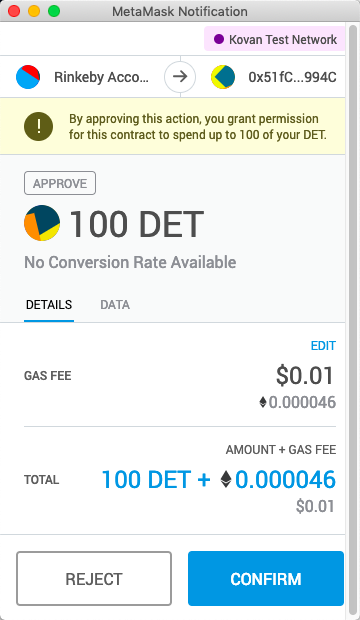 MetaMask Notification
Kovan Test Network
Rinkeby Acco... 0x51fC...994C
! By approving this action, you grant permission
for this contract to spend up to 100 of your DET.
APPROVE
100 DET
No Conversion Rate Available
DETAILS DATA
EDIT
GAS FEE $0.01
0.000046
AMOUNT + GAS FEE
TOTAL 100 DET + 0.000046
$0.01
REJECT CONFIRM